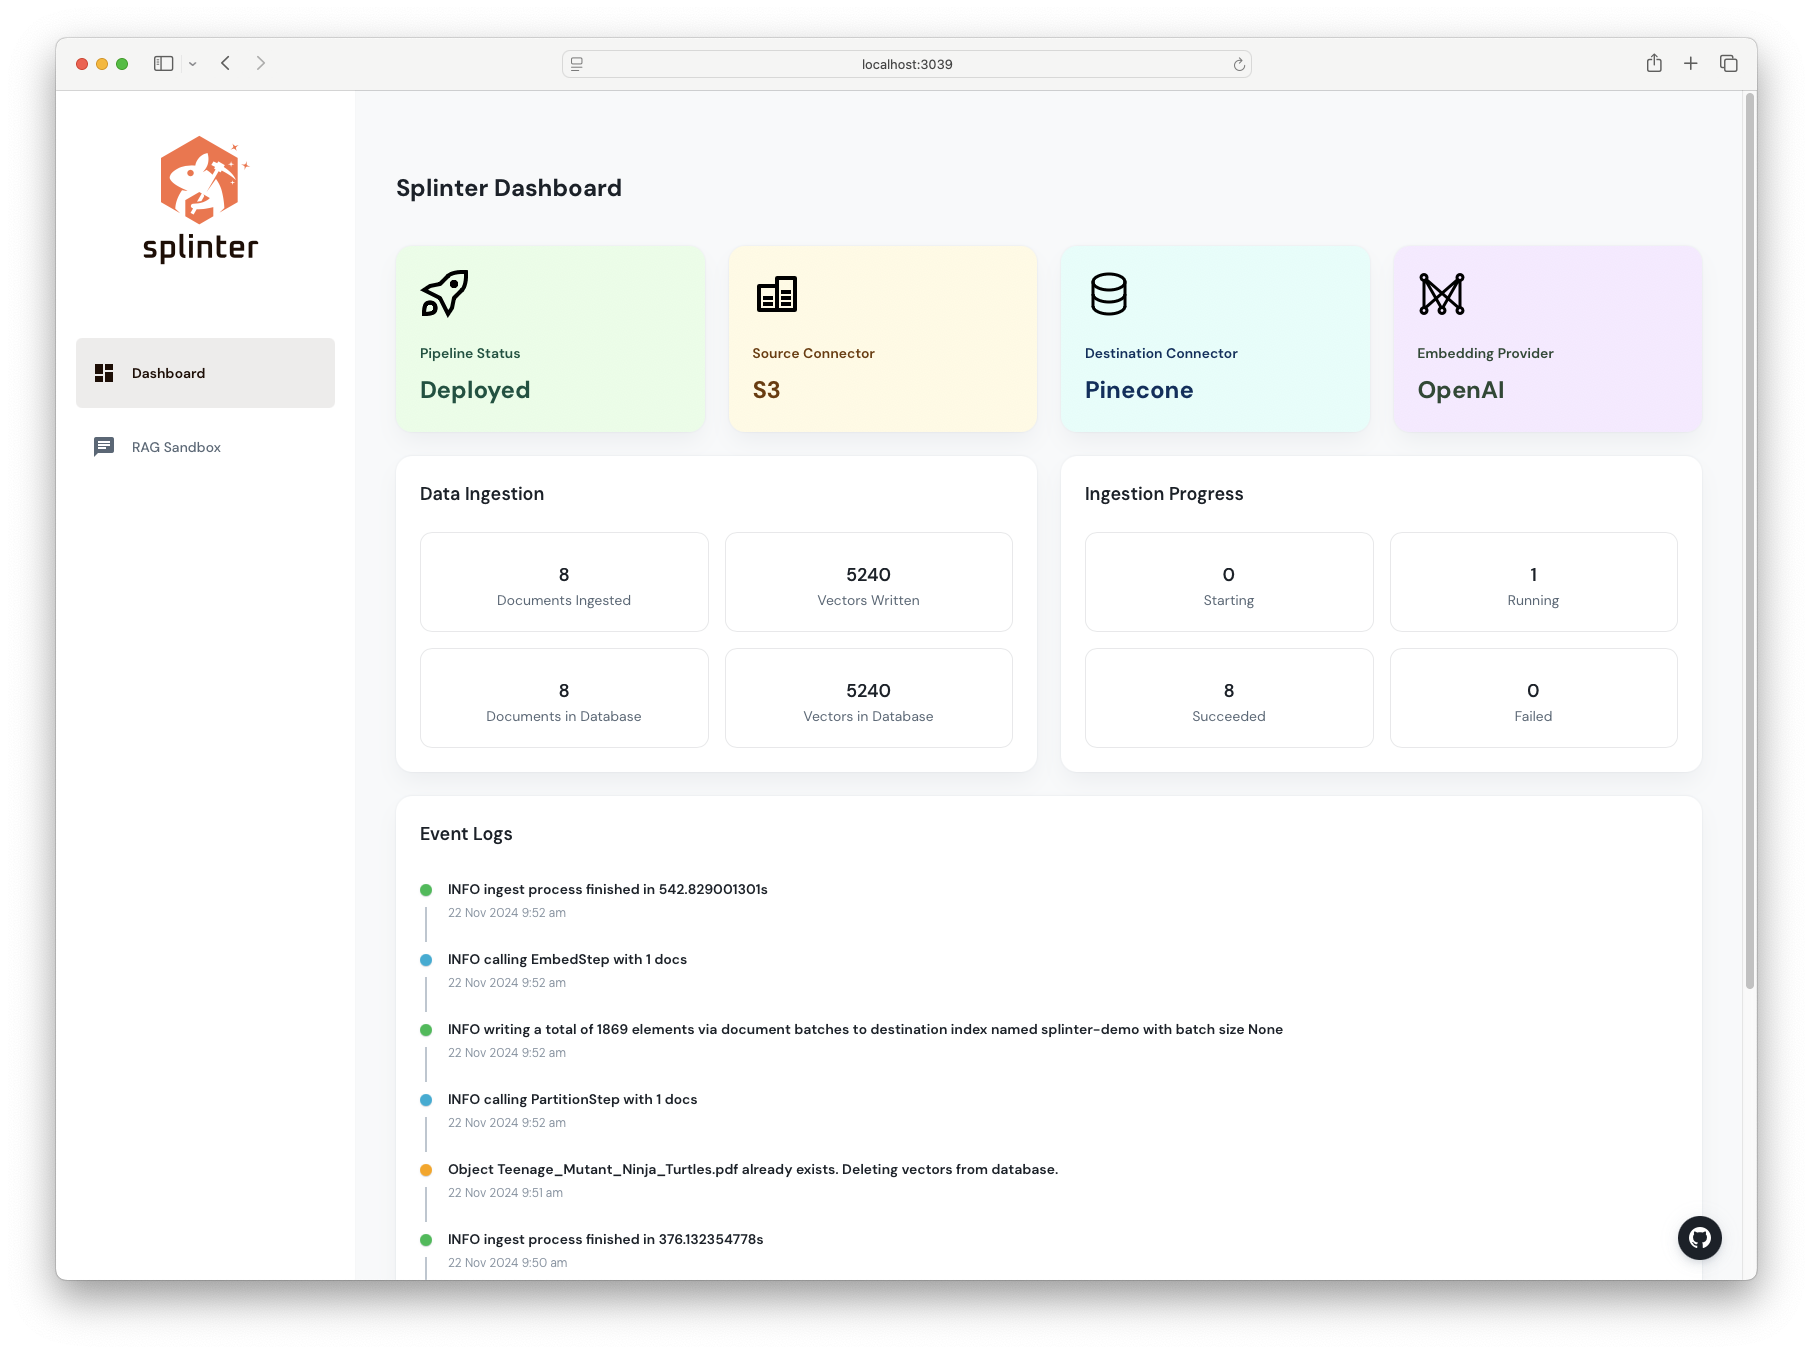 localhost:3039
splinter
Dashboard
RAG Sandbox
Splinter Dashboard
Pipeline Status
Deployed
Source Connector
S3
Destination Connector
Pinecone
Embedding Provider
OpenAI
Data Ingestion
8
Documents Ingested
5240
Vectors Written
8
Documents in Database
5240
Vectors in Database
Ingestion Progress
0
Starting
1
Running
8
Succeeded
0
Failed
Event Logs
INFO ingest process finished in 542.829001301s
22 Nov 2024 9:52 am
INFO calling EmbedStep with 1 docs
22 Nov 2024 9:52 am
INFO writing a total of 1869 elements via document batches to destination index named splinter-demo with batch size None
22 Nov 2024 9:52 am
INFO calling PartitionStep with 1 docs
22 Nov 2024 9:52 am
Object Teenage_Mutant_Ninja_Turtles.pdf already exists. Deleting vectors from database.
22 Nov 2024 9:51 am
INFO ingest process finished in 376.132354778s
22 Nov 2024 9:50 am